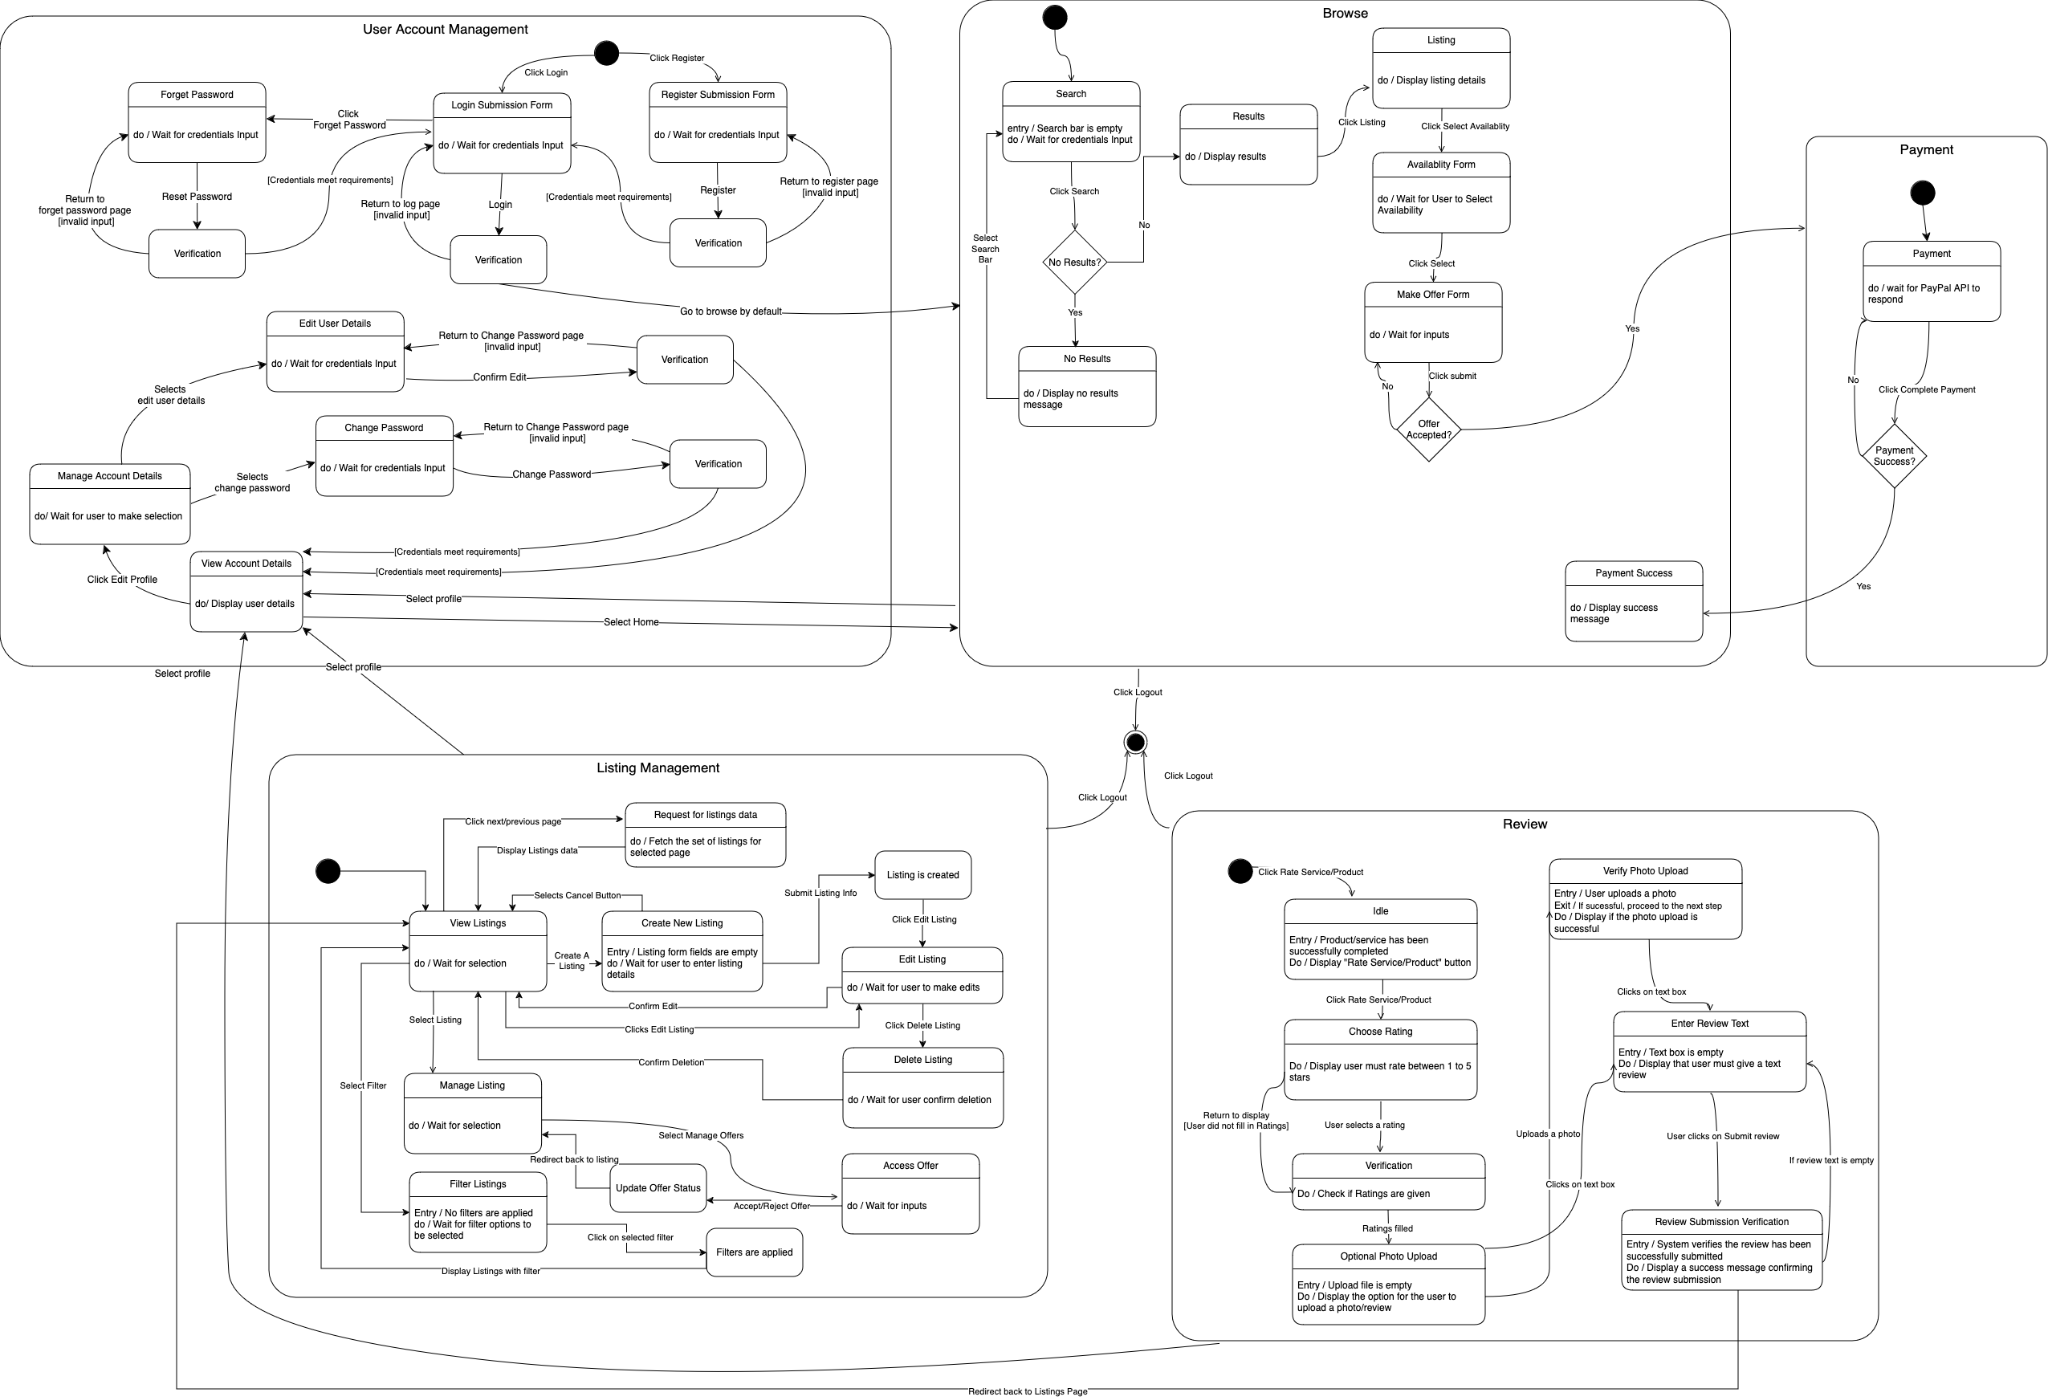 User Account Management
Click Login
Click Register
Forget Password
do / Wait for credentials Input
Click
Forget Password
Login Submission Form
do / Wait for credentials Input
Register Submission Form
do / Wait for credentials Input
Return to
forget password page
[invalid input]
Reset Password
[Credentials meet requirements]
Return to log page
[invalid input]
Login
[Credentials meet requirements]
Register
Return to register page
[invalid input]
Verification
Verification
Verification
Go to browse by default
Edit User Details
do / Wait for credentials Input
Return to Change Password page
[invalid input]
Confirm Edit
Verification
Selects
edit user details
Change Password
do / Wait for credentials Input
Return to Change Password page
[invalid input]
Change Password
Verification
Manage Account Details
do/ Wait for user to make selection
Selects
change password
[Credentials meet requirements]
[Credentials meet requirements]
View Account Details
do/ Display user details
Click Edit Profile
Select profile
Select Home
Select profile
Select profile
Browse
Search
entry / Search bar is empty
do / Wait for credentials Input
Click Search
No Results?
No
Yes
Select
Search
Bar
No Results
do / Display no results
message
Results
do / Display results
Click Listing
Listing
do / Display listing details
Click Select Availablity
Availablity Form
do / Wait for User to Select
Availability
Click Select
Make Offer Form
do / Wait for inputs
Click submit
No
Offer
Accepted?
Yes
Payment Success
do / Display success
message
Payment
Payment
do / wait for PayPal API to
respond
No
Click Complete Payment
Payment
Success?
Yes
Click Logout
Click Logout
Click Logout
Listing Management
Click next/previous page
Request for listings data
do / Fetch the set of listings for
selected page
Display Listings data
Selects Cancel Button
View Listings
do / Wait for selection
Create A
Listing
Create New Listing
Entry / Listing form fields are empty
do / Wait for user to enter listing
details
Submit Listing Info
Listing is created
Click Edit Listing
Edit Listing
do / Wait for user to make edits
Confirm Edit
Clicks Edit Listing
Click Delete Listing
Delete Listing
do / Wait for user confirm deletion
Confirm Deletion
Select Listing
Select Filter
Manage Listing
do / Wait for selection
Select Manage Offers
Redirect back to listing
Update Offer Status
Accept/Reject Offer
Access Offer
do / Wait for inputs
Filter Listings
Entry / No filters are applied
do / Wait for filter options to
be selected
Click on selected filter
Filters are applied
Display Listings with filter
Review
Click Rate Service/Product
Idle
Entry / Product/service has been
successfully completed
Do / Display "Rate Service/Product" button
Click Rate Service/Product
Choose Rating
Do / Display user must rate between 1 to 5
stars
Return to display
[User did not fill in Ratings]
User selects a rating
Verification
Do / Check if Ratings are given
Ratings filled
Optional Photo Upload
Entry / Upload file is empty
Do / Display the option for the user to
upload a photo/review
Uploads a photo
Clicks on text box
Verify Photo Upload
Entry / User uploads a photo
Exit / If sucessful, proceed to the next step
Do / Display if the photo upload is
successful
Clicks on text box
Enter Review Text
Entry / Text box is empty
Do / Display that user must give a text
review
User clicks on Submit review
If review text is empty
Review Submission Verification
Entry / System verifies the review has been
successfully submitted
Do / Display a success message confirming
the review submission
Redirect back to Listings Page